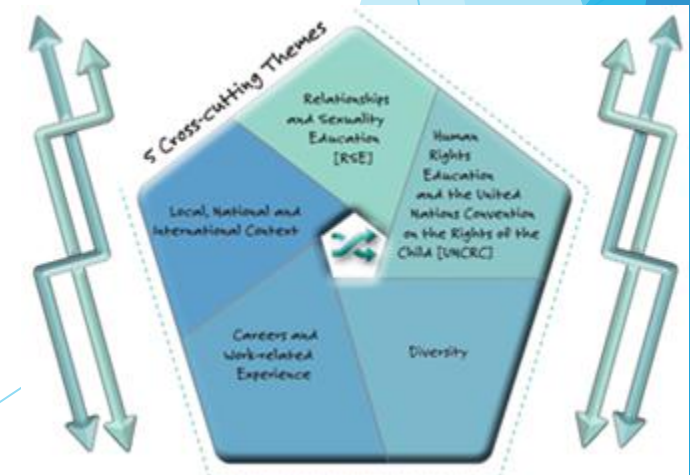 5 Cross-cutting Themes
Relationships
and Sexuality
Education
[RSE]
Human
Rights
Education
and the United
Nations Convention
on the Rights of the
Child [UNCRC]
Local, National and
International Context
Careers and
Work-related
Experience
Diversity